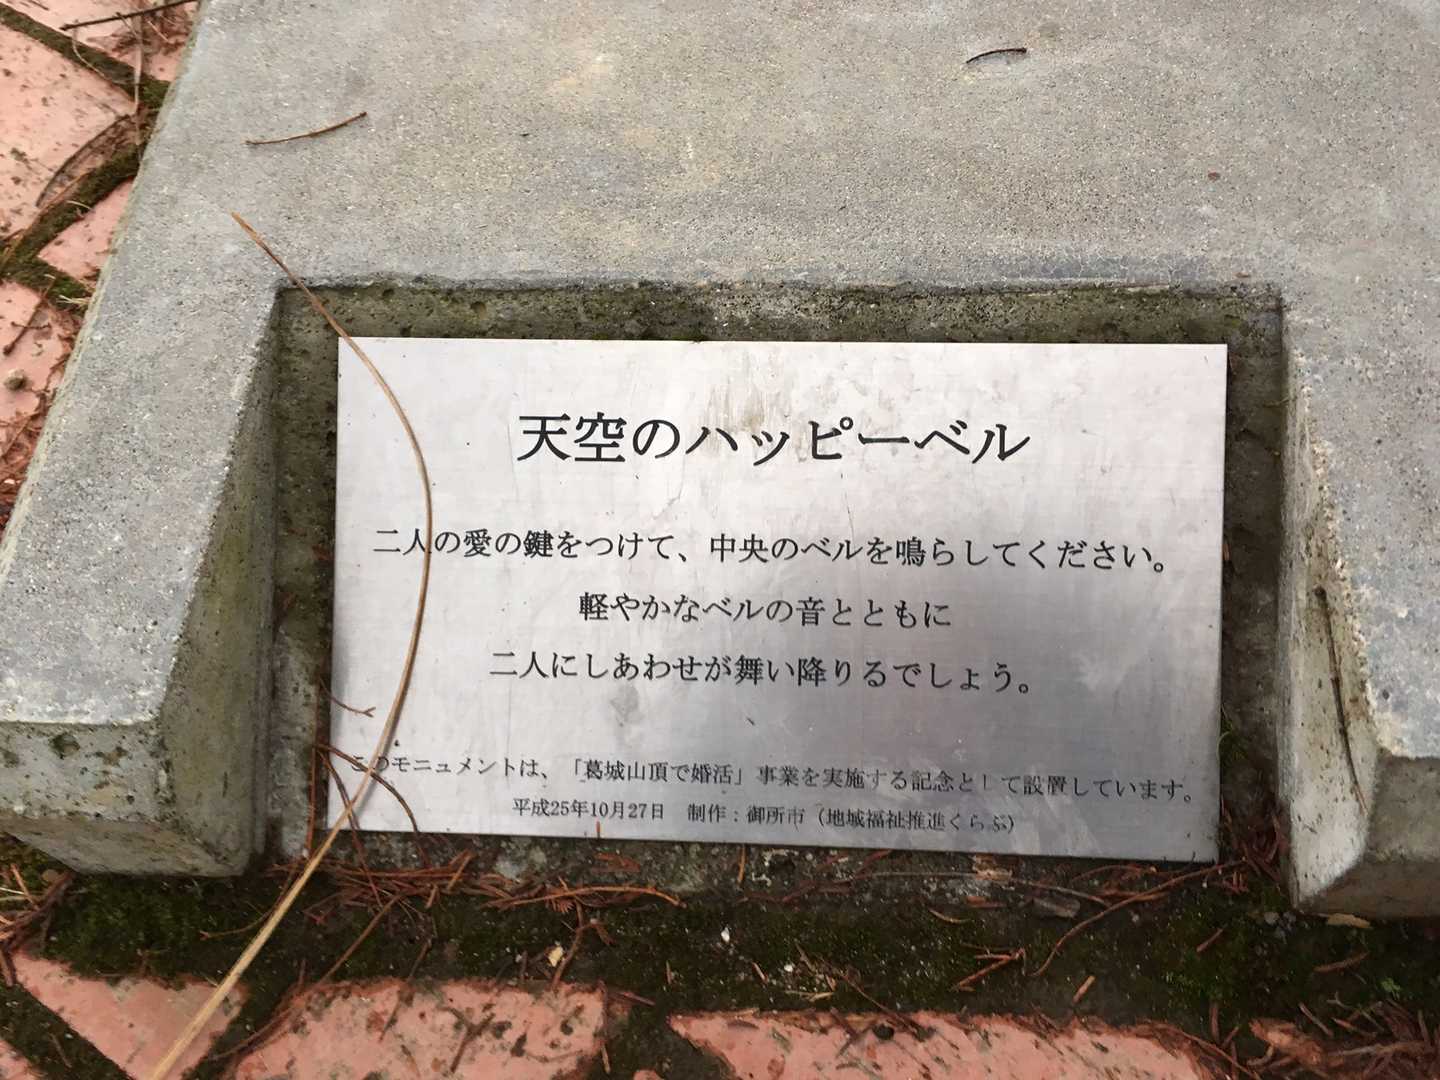 天空のハッピーベル
二人の愛の鍵をつけて、中央のベルを鳴らしてください。
軽やかなベルの音とともに
二人にしあわせが舞い降りるでしょう。
このモニュメントは、「葛城山頂で婚活」事業を実施する記念として設置しています。
平成25年10月27日　制作：御所市（地域福祉推進くらぶ）